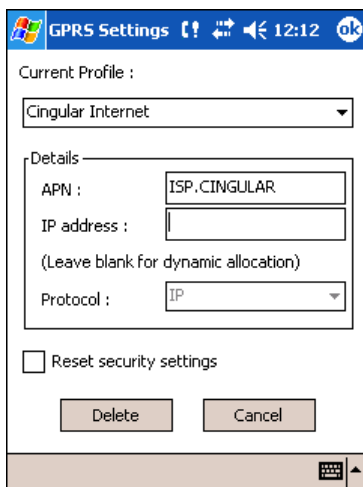 GPRS Settings 12:12 ok
Current Profile :
Cingular Internet
Details
APN : ISP.CINGULAR
IP address :
(Leave blank for dynamic allocation)
Protocol : IP
Reset security settings
Delete Cancel